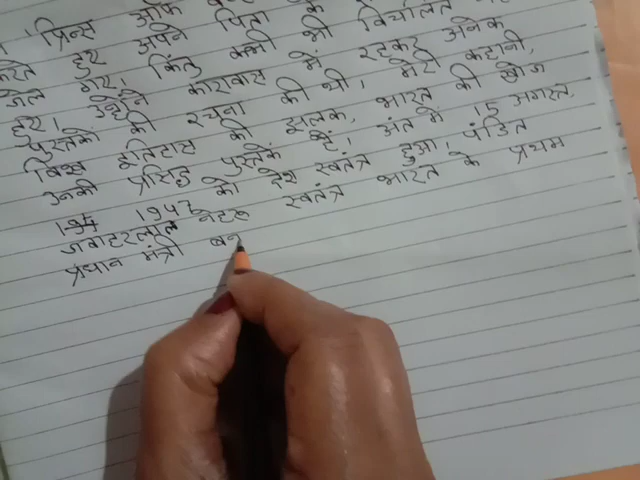 'प्रिन्स ऑफ
करते हुए अपने पिता के
जेल गए। किंतु कभी भी विचलित
हुए। उन्होंने कारावास में रहकर अनेक
पुस्तकों की रचना की थी। मेरी कहानी,
विश्व इतिहास की झलक, भारत की खोज
उनकी प्रसिद्ध पुस्तकें हैं। अंत में 15 अगस्त,
194 1947 को देश स्वतंत्र हुआ। पंडित
जवाहरलाल नेहरू स्वतंत्र भारत के प्रथम
प्रधान मंत्री बन